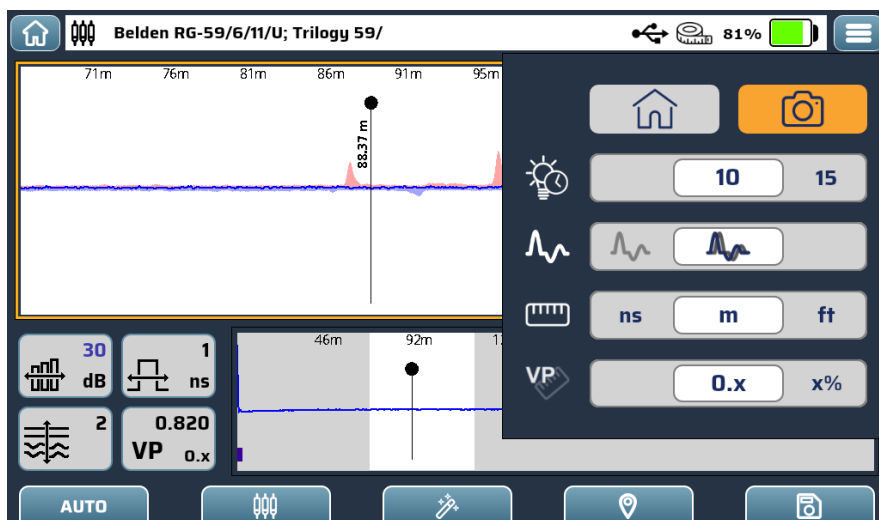 Belden RG-59/6/11/U; Trilogy 59/
81%
71m 76m 81m 86m 91m 95m
88.37 m
10 15
ns m ft
VP 0.x x%
30 dB
1 ns
2
0.820
VP 0.x
46m 92m
AUTO